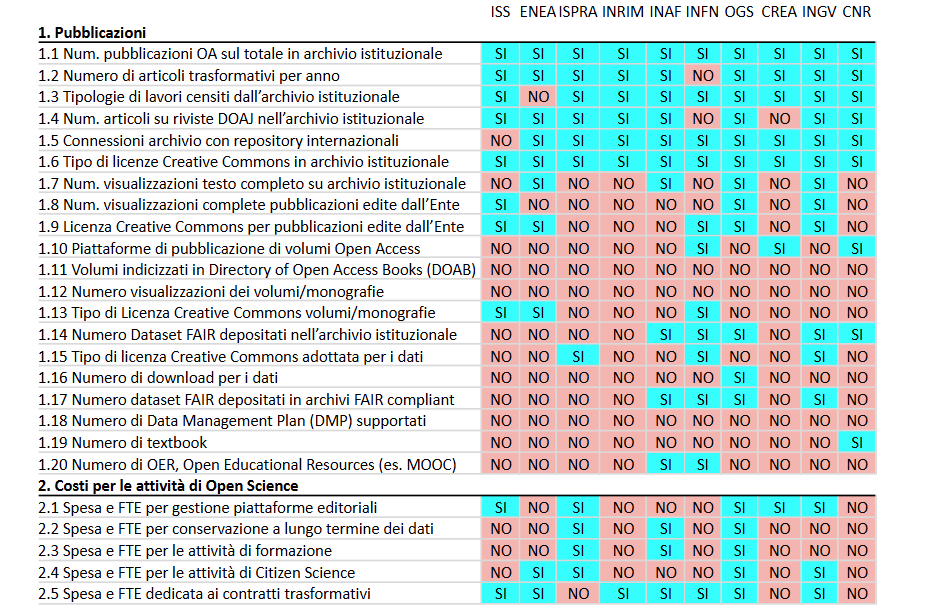 ISS ENEA ISPRA INRIM INAF INFN OGS CREA INGV CNR
1. Pubblicazioni
1.1 Num. pubblicazioni OA sul totale in archivio istituzionale SI SI SI SI SI SI SI SI SI SI
1.2 Numero di articoli trasformativi per anno SI SI SI SI SI NO SI SI SI SI
1.3 Tipologie di lavori censiti dall’archivio istituzionale SI NO SI SI SI SI SI SI SI SI
1.4 Num. articoli su riviste DOAJ nell’archivio istituzionale SI SI SI SI SI NO SI NO SI SI
1.5 Connessioni archivio con repository internazionali NO SI SI SI SI SI SI SI SI SI
1.6 Tipo di licenze Creative Commons in archivio istituzionale SI SI SI SI SI SI SI SI SI SI
1.7 Num. visualizzazioni testo completo su archivio istituzionale NO SI NO NO SI NO SI NO SI NO
1.8 Num. visualizzazioni complete pubblicazioni edite dall’Ente SI NO NO NO NO NO SI NO SI NO
1.9 Licenza Creative Commons per pubblicazioni edite dall’Ente SI SI NO NO NO SI SI NO SI NO
1.10 Piattaforme di pubblicazione di volumi Open Access NO NO NO NO NO SI NO SI NO SI
1.11 Volumi indicizzati in Directory of Open Access Books (DOAB) NO NO NO NO NO NO NO NO NO NO
1.12 Numero visualizzazioni dei volumi/monografie NO NO NO NO NO NO NO NO NO NO
1.13 Tipo di Licenza Creative Commons volumi/monografie SI SI NO NO NO SI NO NO NO NO
1.14 Numero Dataset FAIR depositati nell’archivio istituzionale NO NO NO NO SI SI SI NO SI SI
1.15 Tipo di licenza Creative Commons adottata per i dati NO NO SI NO NO SI NO NO SI NO
1.16 Numero di download per i dati NO NO NO NO NO NO SI NO NO NO
1.17 Numero dataset FAIR depositati in archivi FAIR compliant NO NO NO NO SI SI SI NO SI NO
1.18 Numero di Data Management Plan (DMP) supportati NO NO NO NO NO NO NO NO NO NO
1.19 Numero di textbook NO NO NO NO NO NO NO NO NO SI
1.20 Numero di OER, Open Educational Resources (es. MOOC) NO NO NO NO SI SI NO NO NO NO
2. Costi per le attività di Open Science
2.1 Spesa e FTE per gestione piattaforme editoriali SI NO SI NO NO NO SI SI SI NO
2.2 Spesa e FTE per conservazione a lungo termine dei dati NO NO SI NO SI NO SI NO NO NO
2.3 Spesa e FTE per le attività di formazione NO NO SI NO SI NO SI NO NO NO
2.4 Spesa e FTE per le attività di Citizen Science NO SI SI NO NO NO SI NO SI NO
2.5 Spesa e FTE dedicata ai contratti trasformativi SI SI NO SI SI SI SI NO SI SI